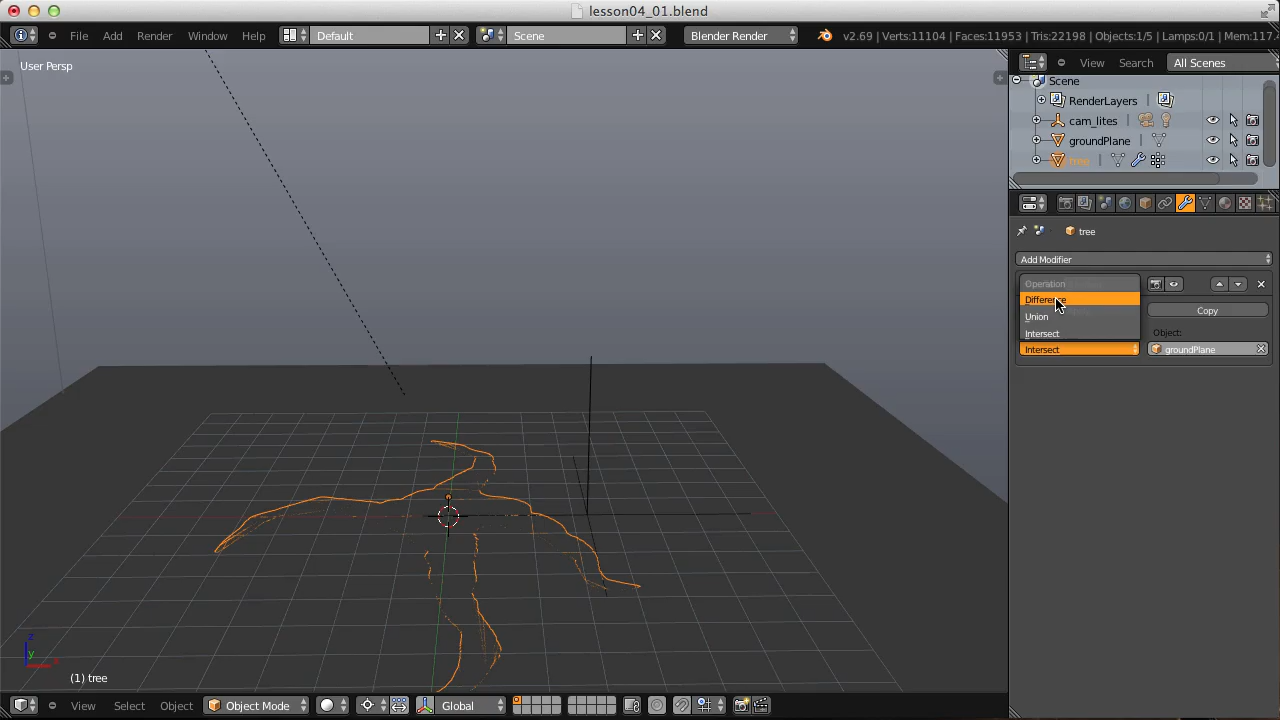 lesson04_01.blend
File Add Render Window Help Default Scene Blender Render v2.69 | Verts:11104 | Faces:11953 | Tris:22198 | Objects:1/5 | Lamps:0/1 | Mem:117.
User Persp
View Search All Scenes
Scene
RenderLayers
cam_lites
groundPlane
tree
tree
Add Modifier
Operation
Difference
Copy
Union
Object:
Intersect
Intersect groundPlane
z
y
x
(1) tree
View Select Object Object Mode Global